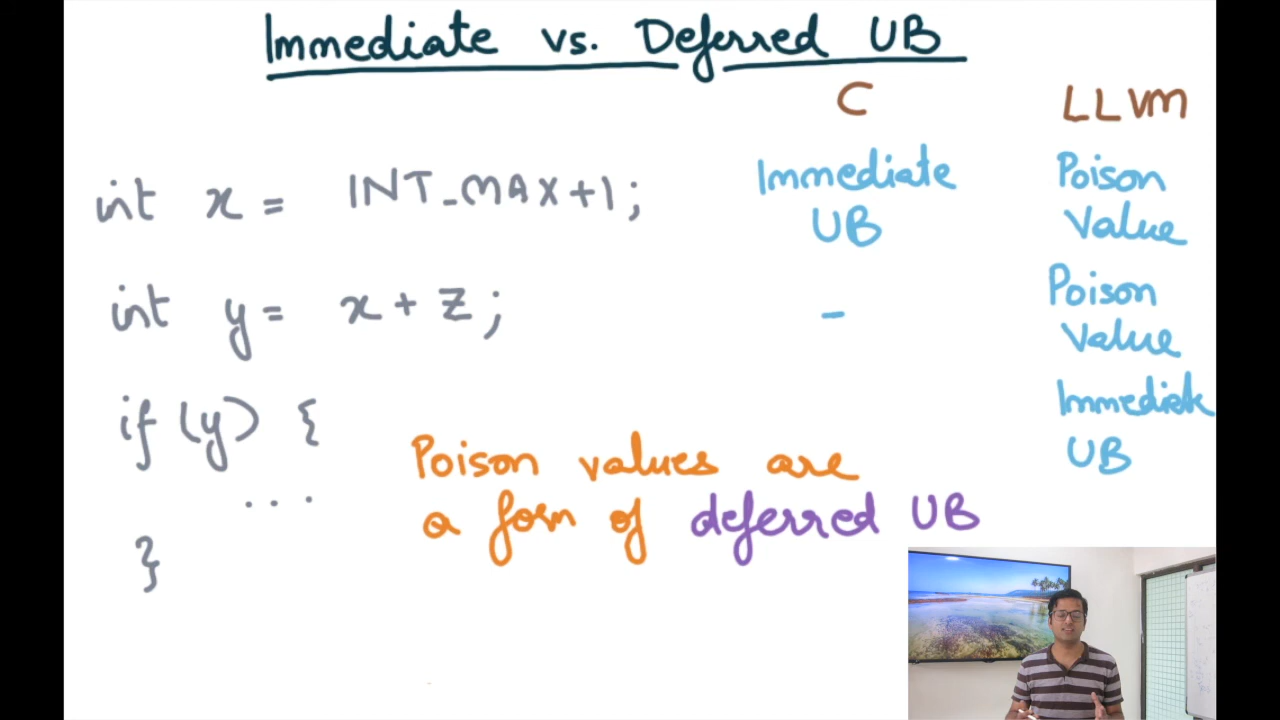 Immediate vs. Deferred UB
C LLVM
int x = INT_MAX+1; Immediate UB Poison Value
int y = x + z; - Poison Value
if (y) { Immediate UB
...
}
Poison values are
a form of deferred UB